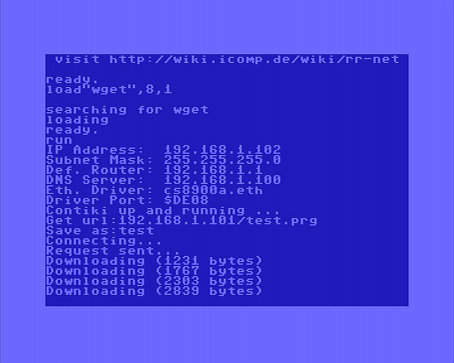 visit http://wiki.icomp.de/wiki/rr-net
ready.
load"wget",8,1
searching for wget
loading
ready.
run
IP Address:  192.168.1.102
Subnet Mask: 255.255.255.0
Def. Router: 192.168.1.1
DNS Server:  192.168.1.100
Eth. Driver: cs8900a.eth
Driver Port: $DE08
Contiki up and running ...
Get url:192.168.1.101/test.prg
Save as:test
Connecting...
Request sent...
Downloading (1231 bytes)
Downloading (1767 bytes)
Downloading (2303 bytes)
Downloading (2839 bytes)